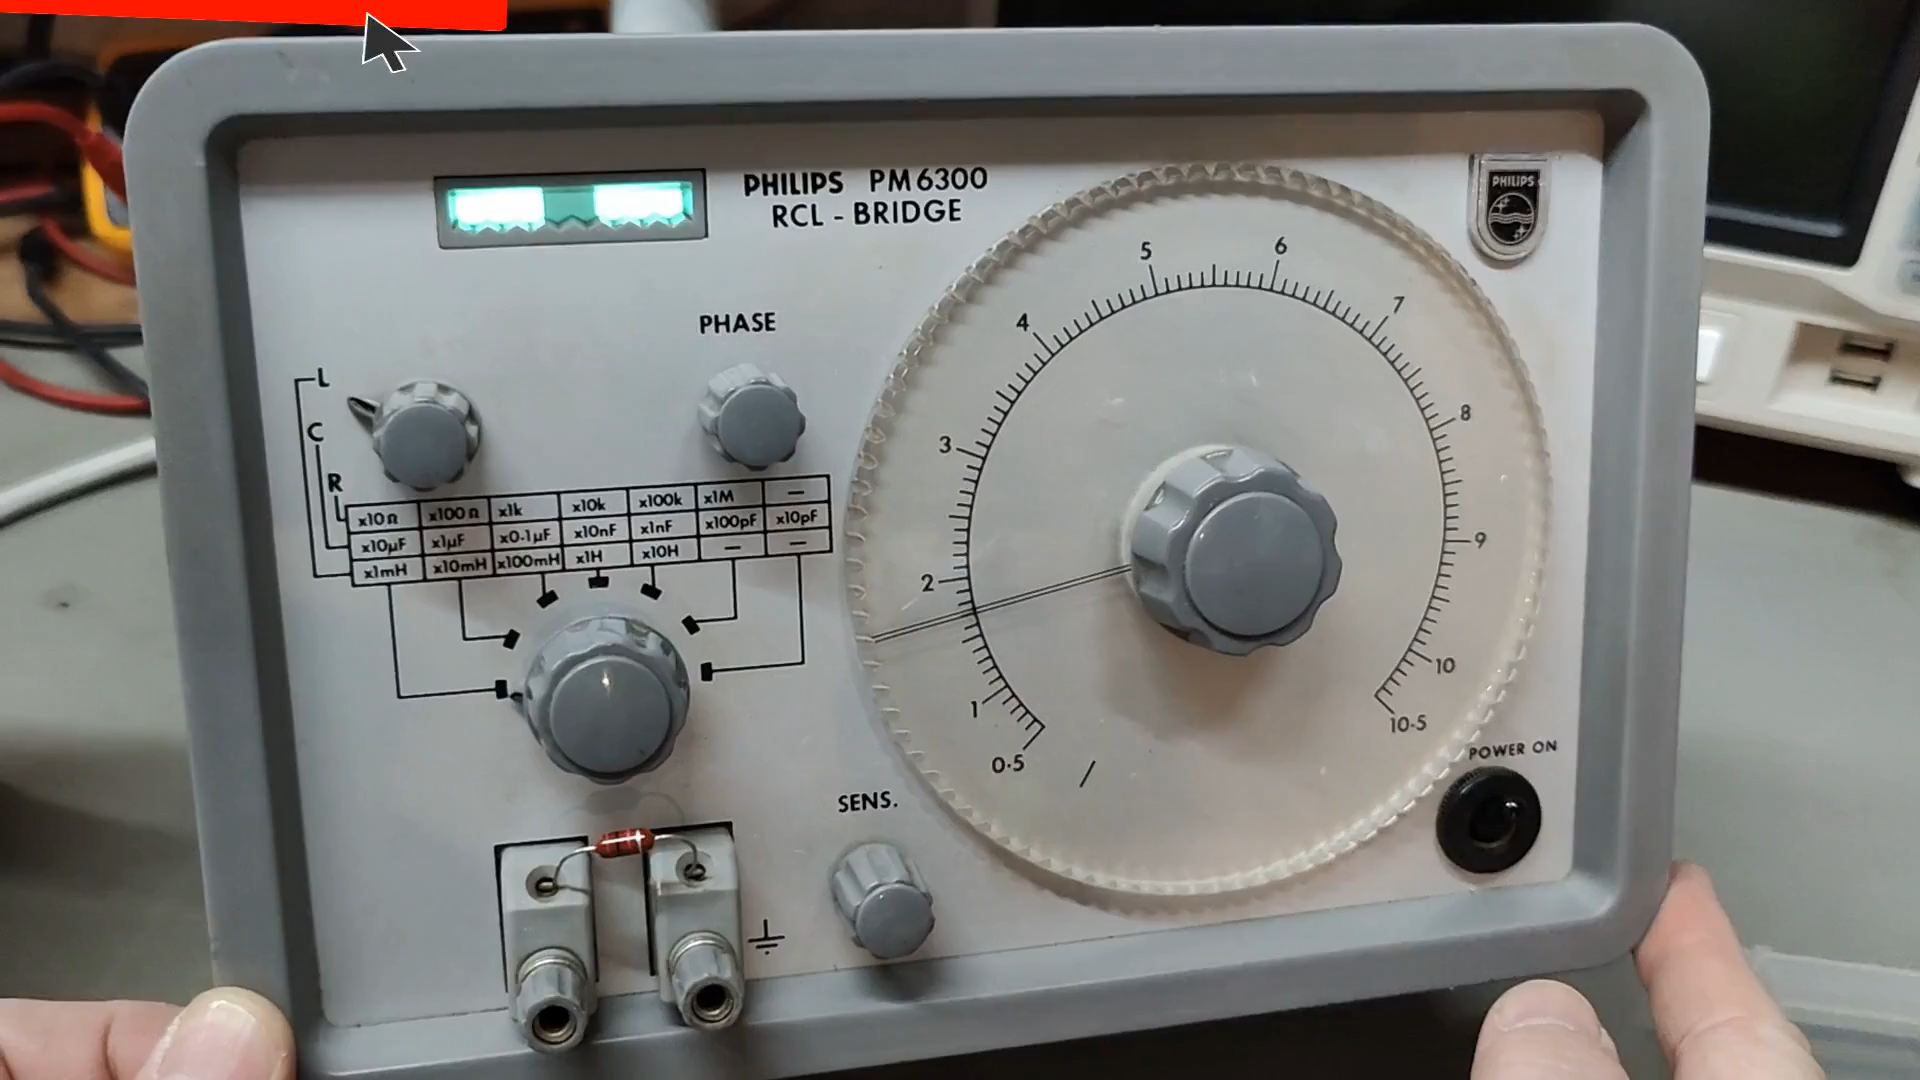 PHILIPS PM6300
RCL - BRIDGE
PHILIPS
PHASE
L
C
R
x10Ω x100Ω x1k x10k x100k x1M —
x10µF x1µF x0·1µF x10nF x1nF x100pF x10pF
x1mH x10mH x100mH x1H x10H — —
0·5
1
2
3
4
5
6
7
8
9
10
10·5
SENS.
POWER ON